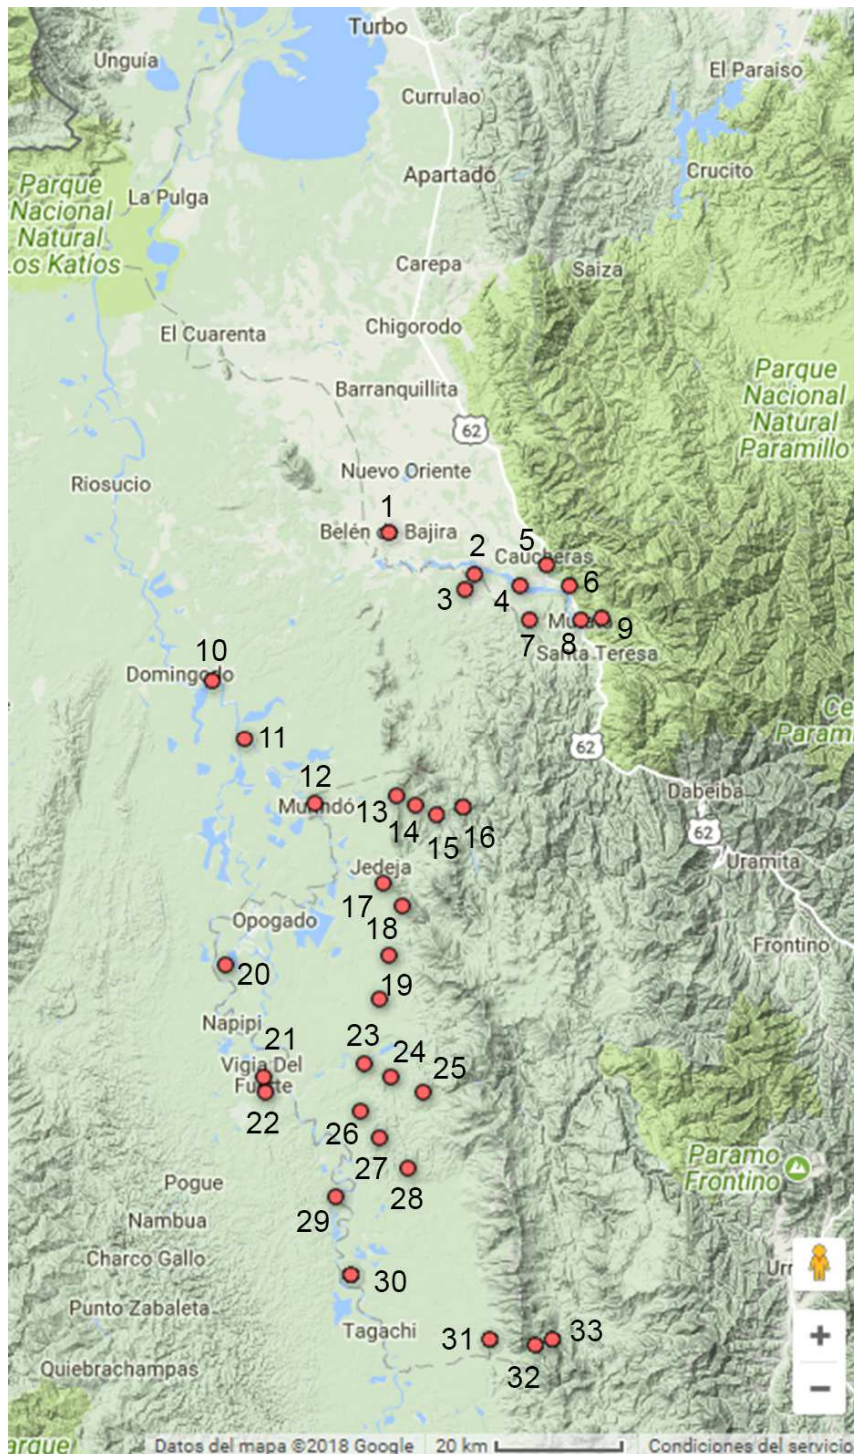 Turbo
Unguía
El Paraiso
Currulao
Apartadó
Crucito
Parque
Nacional
Natural
Los Katíos
La Pulga
Carepa
Saiza
El Cuarenta
Chigorodo
Barranquillita
Parque
Nacional
Natural
Paramillo
62
Nuevo Oriente
Riosucio
1
Belén de Bajira
2
5
Caucheras
3
4
6
7
8
9
Santa Teresa
10
Domingodo
11
62
12
Murindó
13
14
15
16
Dabeiba
62
Uramita
Jedeja
17
18
Opogado
Frontino
20
19
Napipi
21
23
24
25
Vigia Del
Fuerte
22
26
27
28
Paramo
Frontino
Pogue
29
Nambua
Charco Gallo
30
Punto Zabaleta
Tagachi
31
33
32
Quiebrachampas
+
−
Datos del mapa ©2018 Google
20 km
Condiciones del servicio